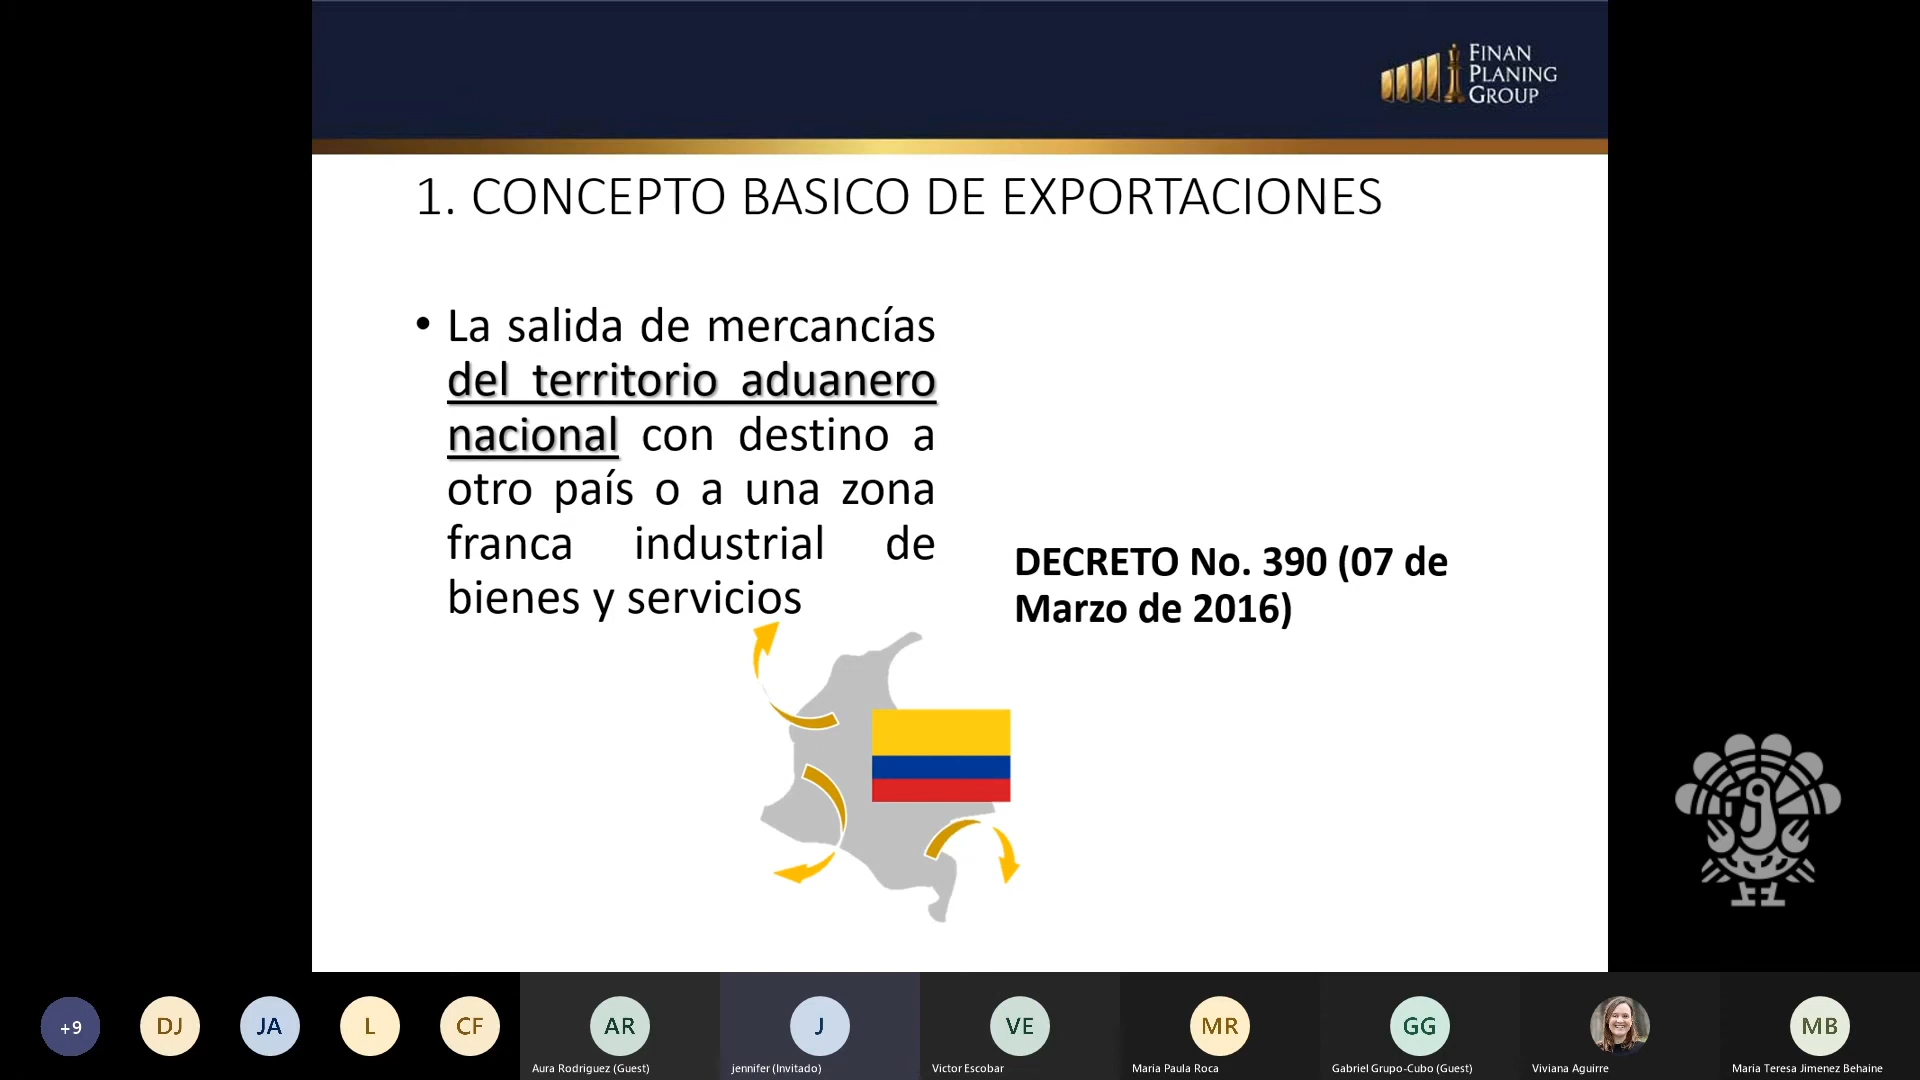 FINAN
PLANING
GROUP
1. CONCEPTO BASICO DE EXPORTACIONES
• La salida de mercancías
del territorio aduanero
nacional con destino a
otro país o a una zona
franca industrial de
bienes y servicios
DECRETO No. 390 (07 de
Marzo de 2016)
+9
DJ
JA
L
CF
AR
J
VE
MR
GG
MB
Aura Rodriguez (Guest)
jennifer (Invitado)
Victor Escobar
Maria Paula Roca
Gabriel Grupo-Cubo (Guest)
Viviana Aguirre
Maria Teresa Jimenez Behaine